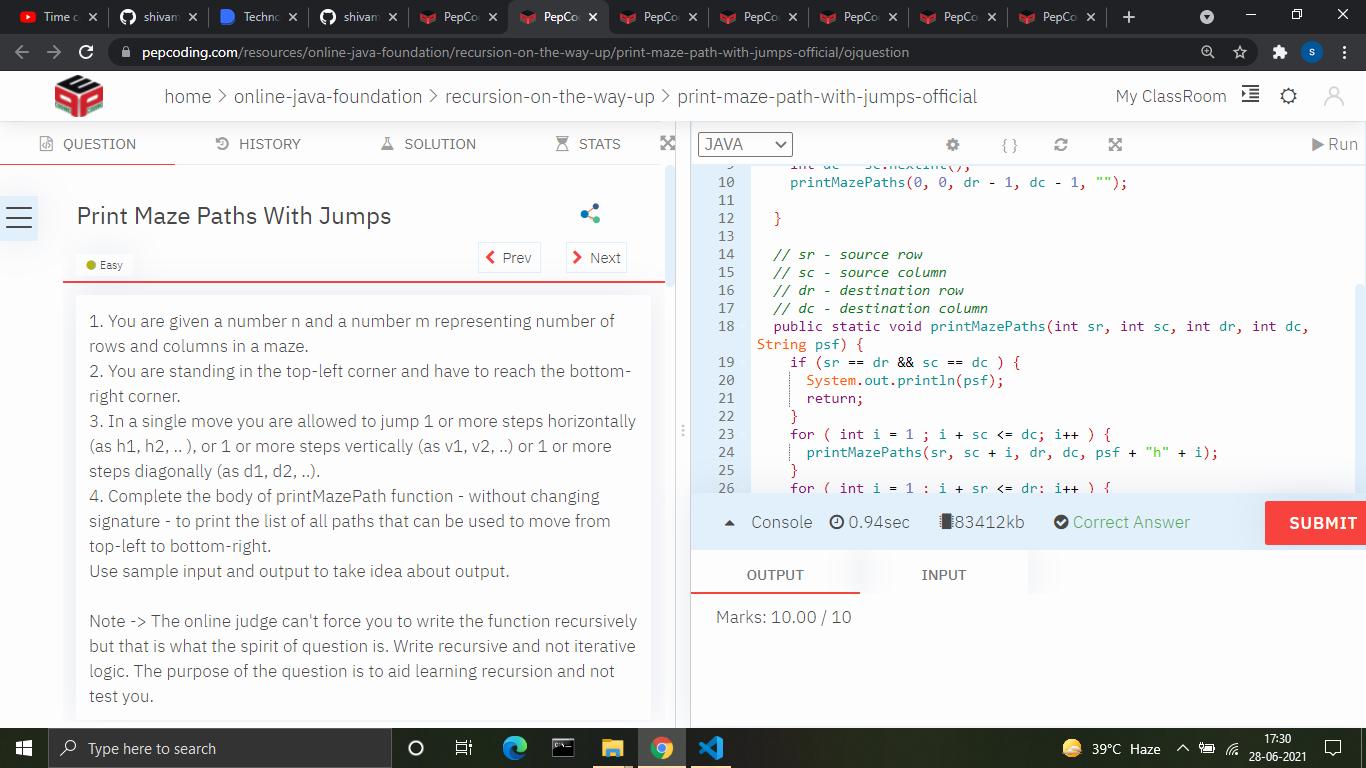 Time c
shivam
Techno
shivam
PepCo
PepCo
PepCo
Time c
PepCo
PepCo
PepCo
pepcoding.com/resources/online-java-foundation/recursion-on-the-way-up/print-maze-path-with-jumps-official/ojquestion
S
home > online-java-foundation > recursion-on-the-way-up > print-maze-path-with-jumps-official
My ClassRoom
QUESTION
HISTORY
SOLUTION
STATS
Print Maze Paths With Jumps
Easy
Prev
Next
1. You are given a number n and a number m representing number of
rows and columns in a maze.
2. You are standing in the top-left corner and have to reach the bottom-
right corner.
3. In a single move you are allowed to jump 1 or more steps horizontally
(as h1, h2, .. ), or 1 or more steps vertically (as v1, v2, ..) or 1 or more
steps diagonally (as d1, d2, ..).
4. Complete the body of printMazePath function - without changing
signature - to print the list of all paths that can be used to move from
top-left to bottom-right.
Use sample input and output to take idea about output.
Note -> The online judge can't force you to write the function recursively
but that is what the spirit of question is. Write recursive and not iterative
logic. The purpose of the question is to aid learning recursion and not
test you.
JAVA
{ }
Run
9 int dc = sc.nextInt();
10 printMazePaths(0, 0, dr - 1, dc - 1, "");
11
12 }
13
14 // sr - source row
15 // sc - source column
16 // dr - destination row
17 // dc - destination column
18 public static void printMazePaths(int sr, int sc, int dr, int dc,
String psf) {
19 if (sr == dr && sc == dc ) {
20 System.out.println(psf);
21 return;
22 }
23 for ( int i = 1 ; i + sc <= dc; i++ ) {
24 printMazePaths(sr, sc + i, dr, dc, psf + "h" + i);
25 }
26 for ( int i = 1 ; i + sr <= dr; i++ ) {
Console
0.94sec
83412kb
Correct Answer
SUBMIT
OUTPUT
INPUT
Marks: 10.00 / 10
Type here to search
39°C Haze
17:30
28-06-2021